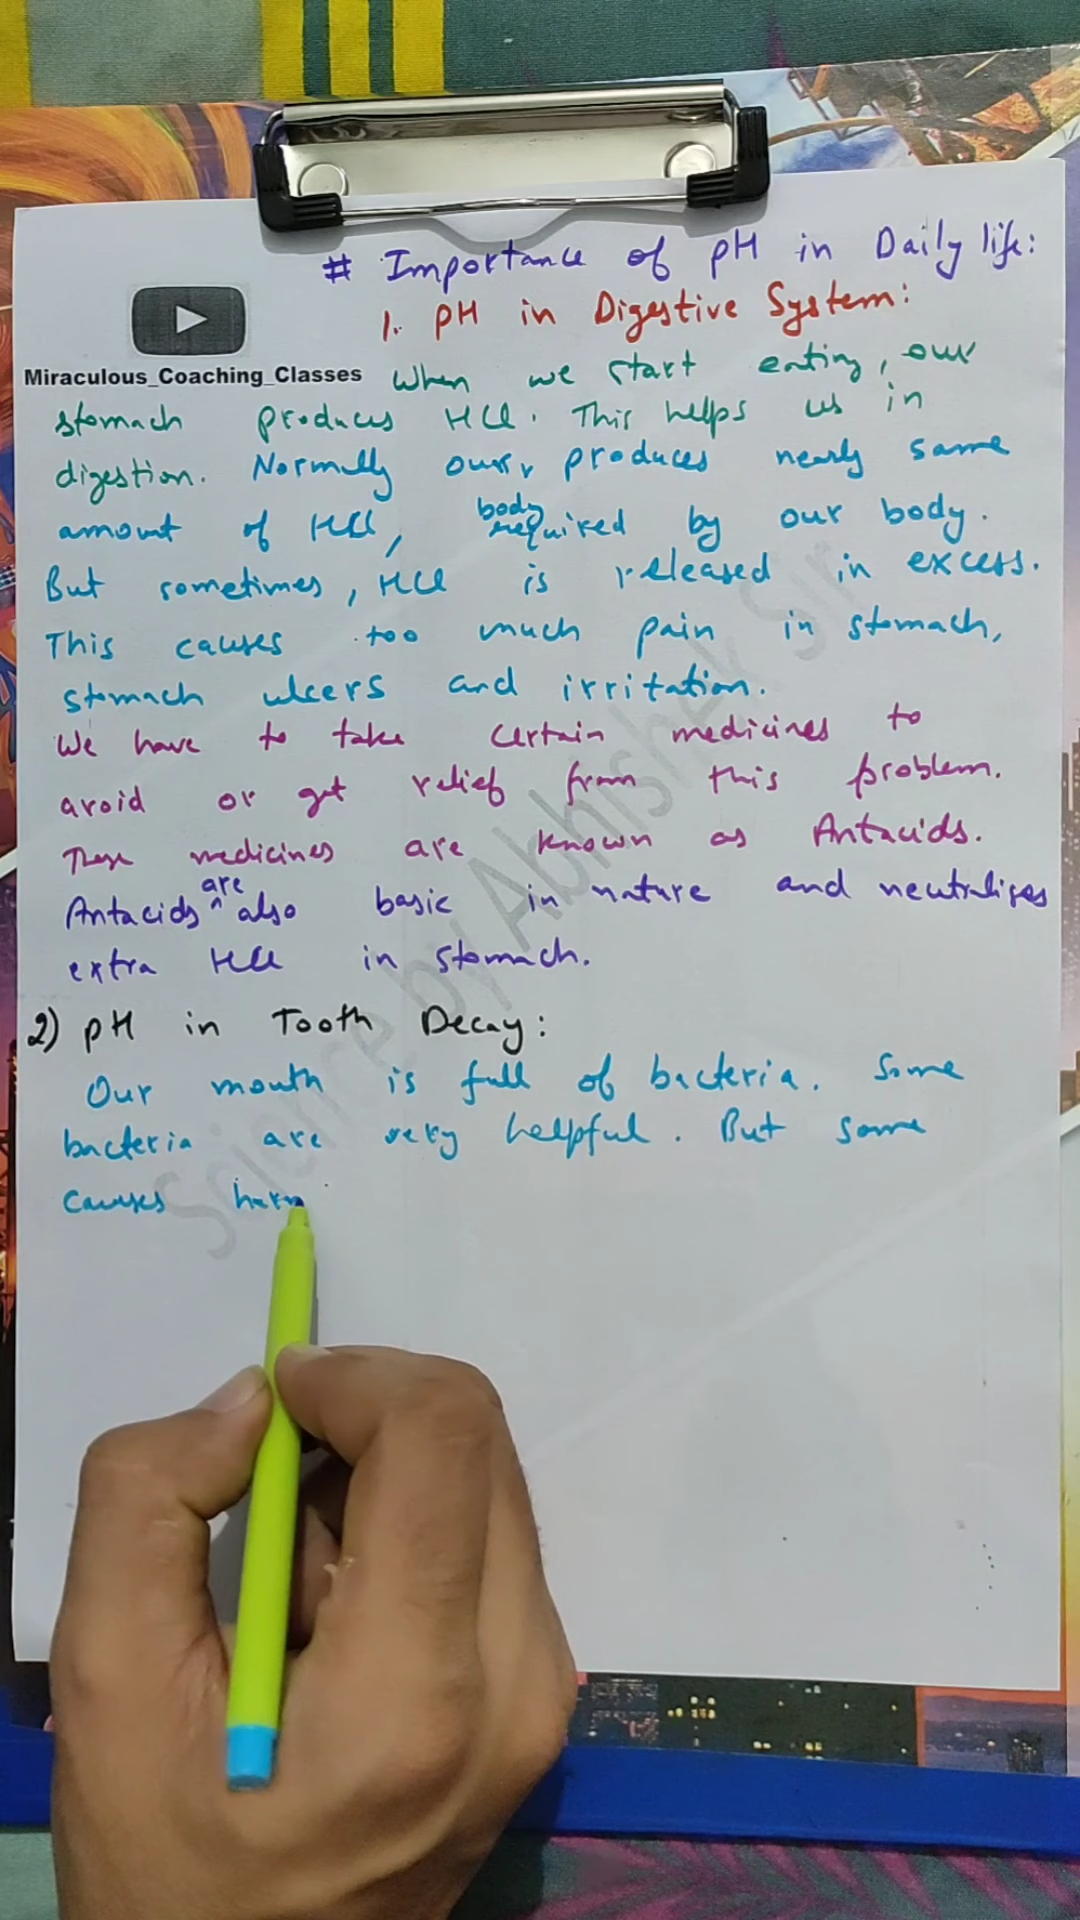 # Importance of pH in Daily life:
1. pH in Digestive System:
Miraculous_Coaching_Classes
When we start eating, our
stomach produces HCl. This helps us in
digestion. Normally our produces nearly same
body
amount of HCl, required by our body.
But sometimes, HCl is released in excess.
This causes too much pain in stomach,
stomach ulcers and irritation.
We have to take certain medicines to
avoid or get relief from this problem.
These medicines are known as Antacids.
are
Antacids ^ also basic in nature and neutralises
extra HCl in stomach.
2) pH in Tooth Decay:
Our mouth is full of bacteria. Some
bacteria are very helpful. But some
causes harm
Science by Abhishek Sir